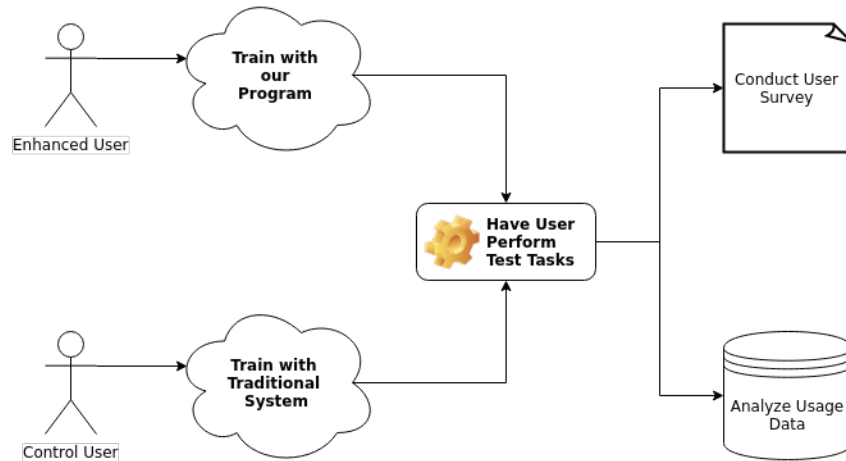 Train with
our
Program
Enhanced User
Conduct User
Survey
Have User
Perform
Test Tasks
Train with
Traditional
System
Control User
Analyze Usage
Data